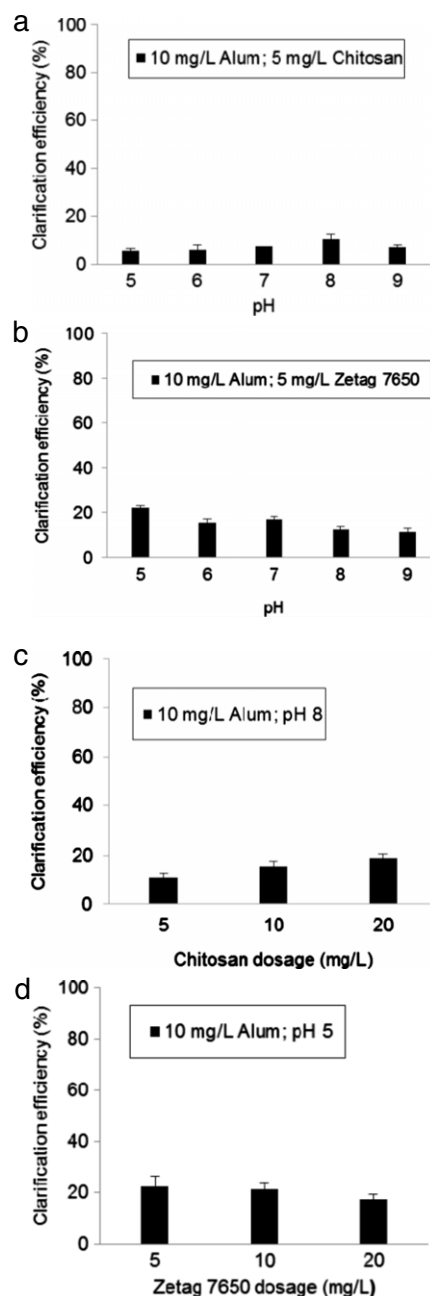 a
100
80
60
40
20
0
Clarification efficiency (%)
■ 10 mg/L Alum; 5 mg/L Chitosan
5 6 7 8 9
pH
b
100
80
60
40
20
0
Clarification efficiency (%)
■ 10 mg/L Alum; 5 mg/L Zetag 7650
5 6 7 8 9
pH
c
100
80
60
40
20
0
Clarification efficiency (%)
■ 10 mg/L Alum; pH 8
5 10 20
Chitosan dosage (mg/L)
d
100
80
60
40
20
0
Clarification efficiency (%)
■ 10 mg/L Alum; pH 5
5 10 20
Zetag 7650 dosage (mg/L)